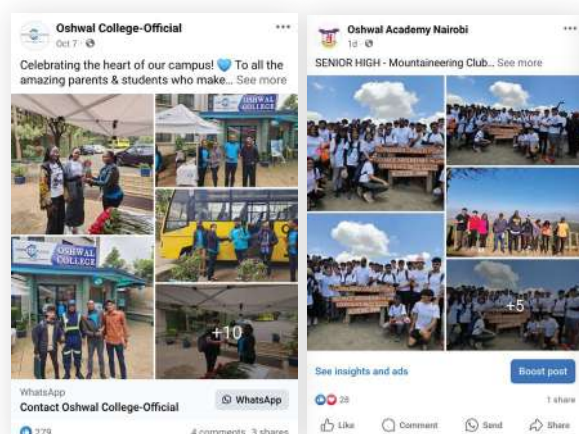 Oshwal College-Official
Oct 7 ·
Celebrating the heart of our campus! 💙 To all the
amazing parents & students who make... See more
OSHWAL
COLLEGE
OSHWAL
COLLEGE
+10
WhatsApp
Contact Oshwal College-Official
WhatsApp
279
4 comments 3 shares
Oshwal Academy Nairobi
1d ·
SENIOR HIGH - Mountaineering Club... See more
+5
See insights and ads
Boost post
28
1 share
Like
Comment
Send
Share